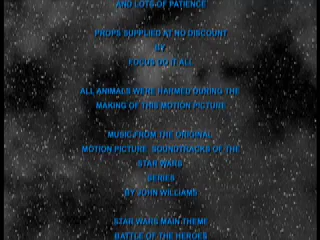 AND LOTS OF PATIENCE
PROPS SUPPLIED AT NO DISCOUNT
BY
FOCUS DO IT ALL
ALL ANIMALS WERE HARMED DURING THE
MAKING OF THIS MOTION PICTURE
MUSIC FROM THE ORIGINAL
MOTION PICTURE SOUNDTRACKS OF THE
STAR WARS
SERIES
BY JOHN WILLIAMS
STAR WARS MAIN THEME
BATTLE OF THE HEROES